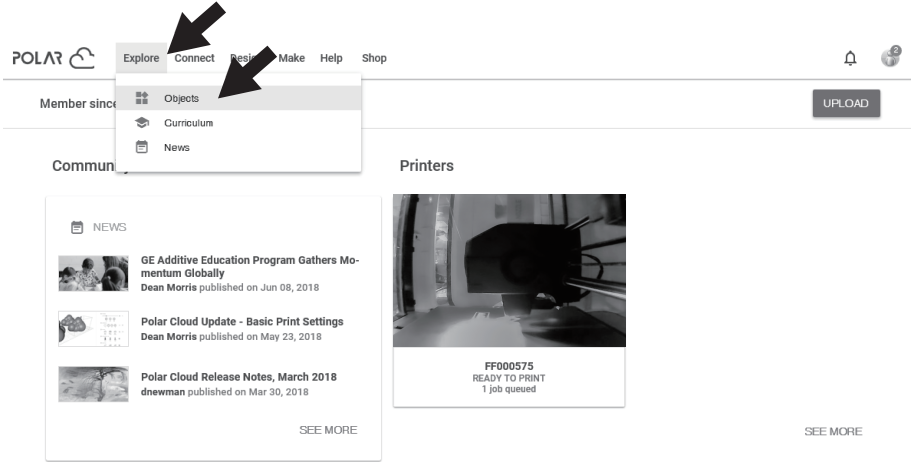 POLAR
Explore Connect Make Help Shop
2
Member since
UPLOAD
Objects
Curriculum
News
Printers
NEWS
GE Additive Education Program Gathers Mo-
mentum Globally
Dean Morris published on Jun 08, 2018
Polar Cloud Update - Basic Print Settings
Dean Morris published on May 23, 2018
Polar Cloud Release Notes, March 2018
dnewman published on Mar 30, 2018
SEE MORE
FF000575
READY TO PRINT
1 job queued
SEE MORE